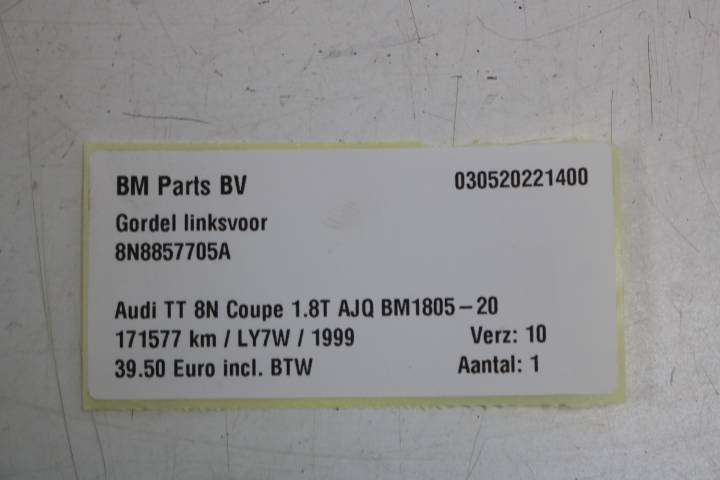 BM Parts BV 030520221400
Gordel linksvoor
8N8857705A
Audi TT 8N Coupe 1.8T AJQ BM1805-20
171577 km / LY7W / 1999 Verz: 10
39.50 Euro incl. BTW Aantal: 1